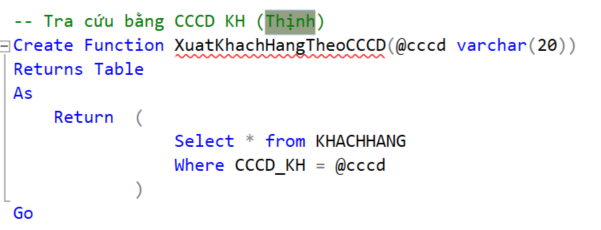 -- Tra cứu bằng CCCD KH (Thịnh)
Create Function XuatKhachHangTheoCCCD(@cccd varchar(20))
Returns Table
As
Return (
Select * from KHACHHANG
Where CCCD_KH = @cccd
)
Go